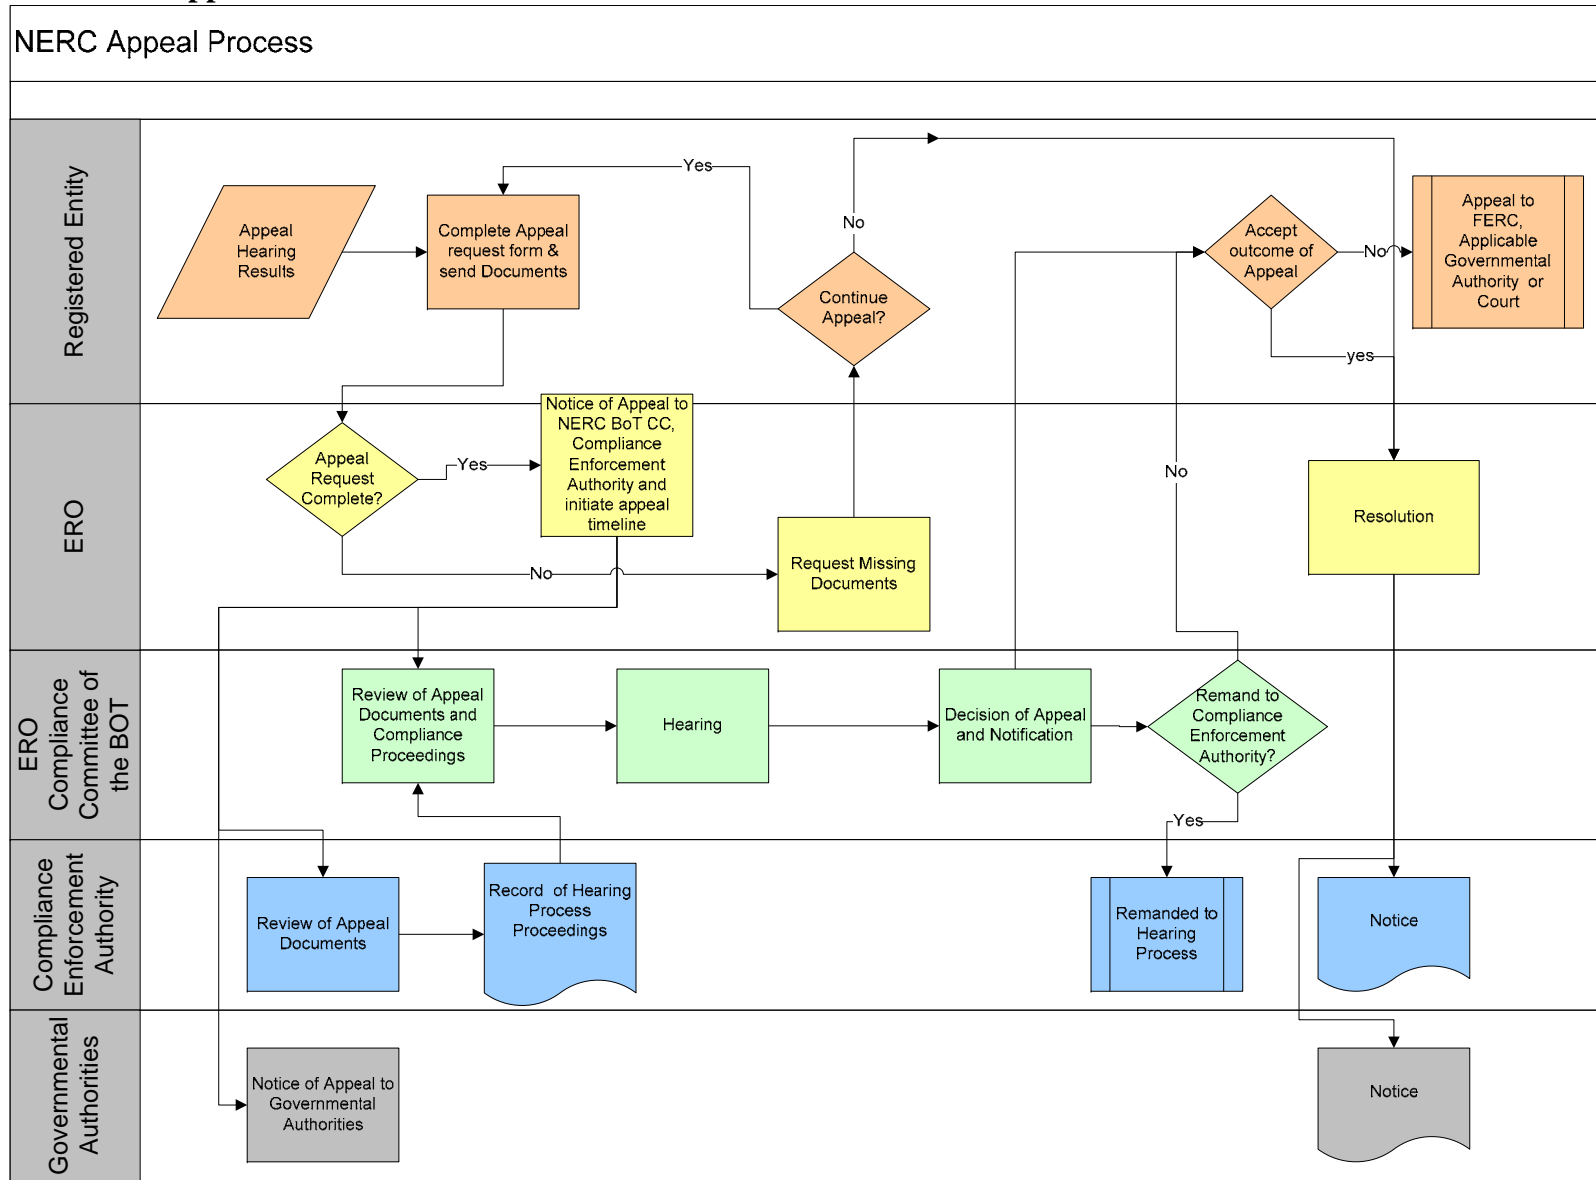 NERC Appeal Process
Registered Entity
Appeal
Hearing
Results
Complete Appeal
request form &
send Documents
Yes
No
Continue
Appeal?
Accept
outcome of
Appeal
No
yes
Appeal to
FERC,
Applicable
Governmental
Authority or
Court
ERO
Appeal
Request
Complete?
Yes
No
Notice of Appeal to
NERC BoT CC,
Compliance
Enforcement
Authority and
initiate appeal
timeline
Request Missing
Documents
No
Resolution
ERO
Compliance
Committee of
the BOT
Review of Appeal
Documents and
Compliance
Proceedings
Hearing
Decision of Appeal
and Notification
Remand to
Compliance
Enforcement
Authority?
Yes
Compliance
Enforcement
Authority
Review of Appeal
Documents
Record of Hearing
Process
Proceedings
Remanded to
Hearing
Process
Notice
Governmental
Authorities
Notice of Appeal to
Governmental
Authorities
Notice